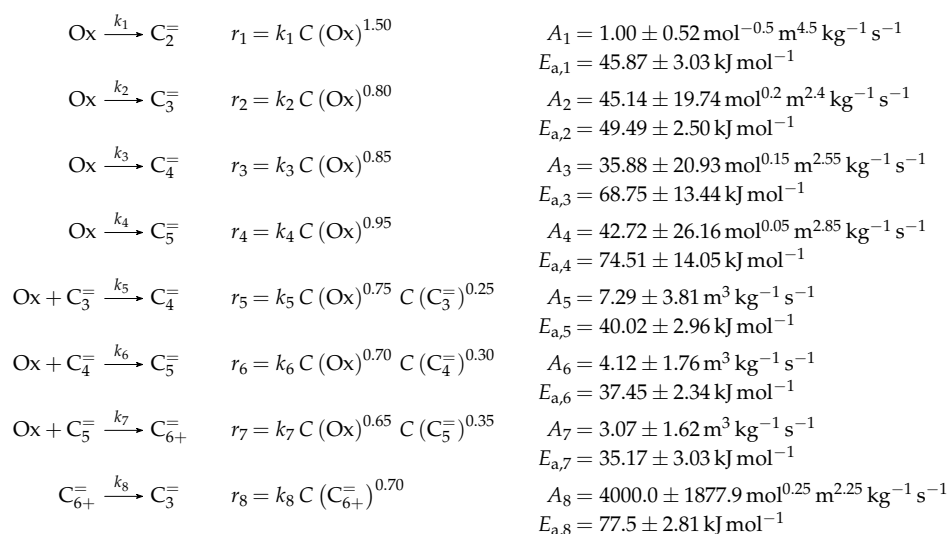 Ox —k₁→ C₂⁼ r₁ = k₁ C (Ox)^1.50 A₁ = 1.00 ± 0.52 mol^−0.5 m^4.5 kg^−1 s^−1
E_a,1 = 45.87 ± 3.03 kJ mol^−1
Ox —k₂→ C₃⁼ r₂ = k₂ C (Ox)^0.80 A₂ = 45.14 ± 19.74 mol^0.2 m^2.4 kg^−1 s^−1
E_a,2 = 49.49 ± 2.50 kJ mol^−1
Ox —k₃→ C₄⁼ r₃ = k₃ C (Ox)^0.85 A₃ = 35.88 ± 20.93 mol^0.15 m^2.55 kg^−1 s^−1
E_a,3 = 68.75 ± 13.44 kJ mol^−1
Ox —k₄→ C₅⁼ r₄ = k₄ C (Ox)^0.95 A₄ = 42.72 ± 26.16 mol^0.05 m^2.85 kg^−1 s^−1
E_a,4 = 74.51 ± 14.05 kJ mol^−1
Ox + C₃⁼ —k₅→ C₄⁼ r₅ = k₅ C (Ox)^0.75 C (C₃⁼)^0.25 A₅ = 7.29 ± 3.81 m^3 kg^−1 s^−1
E_a,5 = 40.02 ± 2.96 kJ mol^−1
Ox + C₄⁼ —k₆→ C₅⁼ r₆ = k₆ C (Ox)^0.70 C (C₄⁼)^0.30 A₆ = 4.12 ± 1.76 m^3 kg^−1 s^−1
E_a,6 = 37.45 ± 2.34 kJ mol^−1
Ox + C₅⁼ —k₇→ C₆₊⁼ r₇ = k₇ C (Ox)^0.65 C (C₅⁼)^0.35 A₇ = 3.07 ± 1.62 m^3 kg^−1 s^−1
E_a,7 = 35.17 ± 3.03 kJ mol^−1
C₆₊⁼ —k₈→ C₃⁼ r₈ = k₈ C (C₆₊⁼)^0.70 A₈ = 4000.0 ± 1877.9 mol^0.25 m^2.25 kg^−1 s^−1
E_a,8 = 77.5 ± 2.81 kJ mol^−1